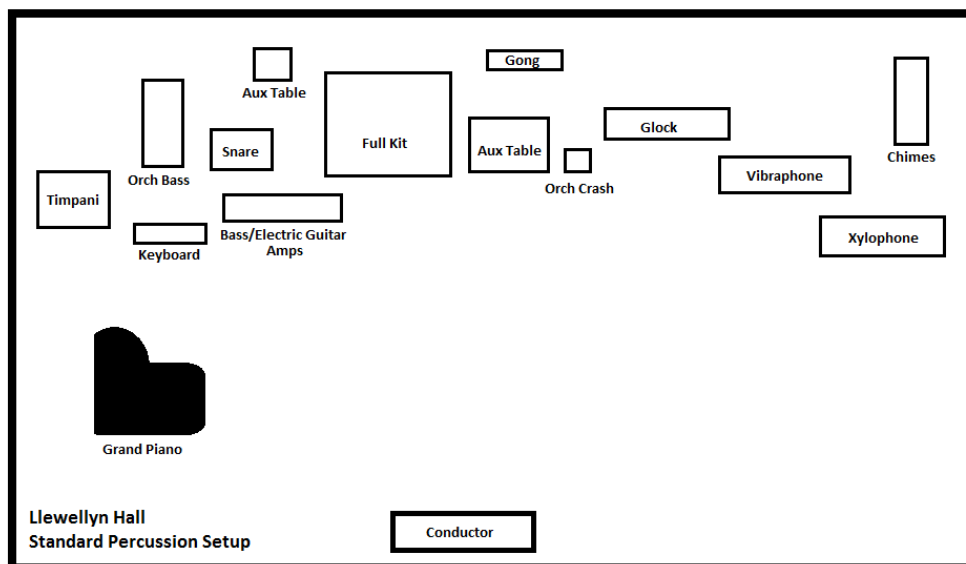 Gong
Aux Table
Glock
Full Kit
Snare
Aux Table
Chimes
Vibraphone
Orch Bass
Orch Crash
Timpani
Bass/Electric Guitar
Amps
Xylophone
Keyboard
Grand Piano
Llewellyn Hall
Standard Percussion Setup
Conductor